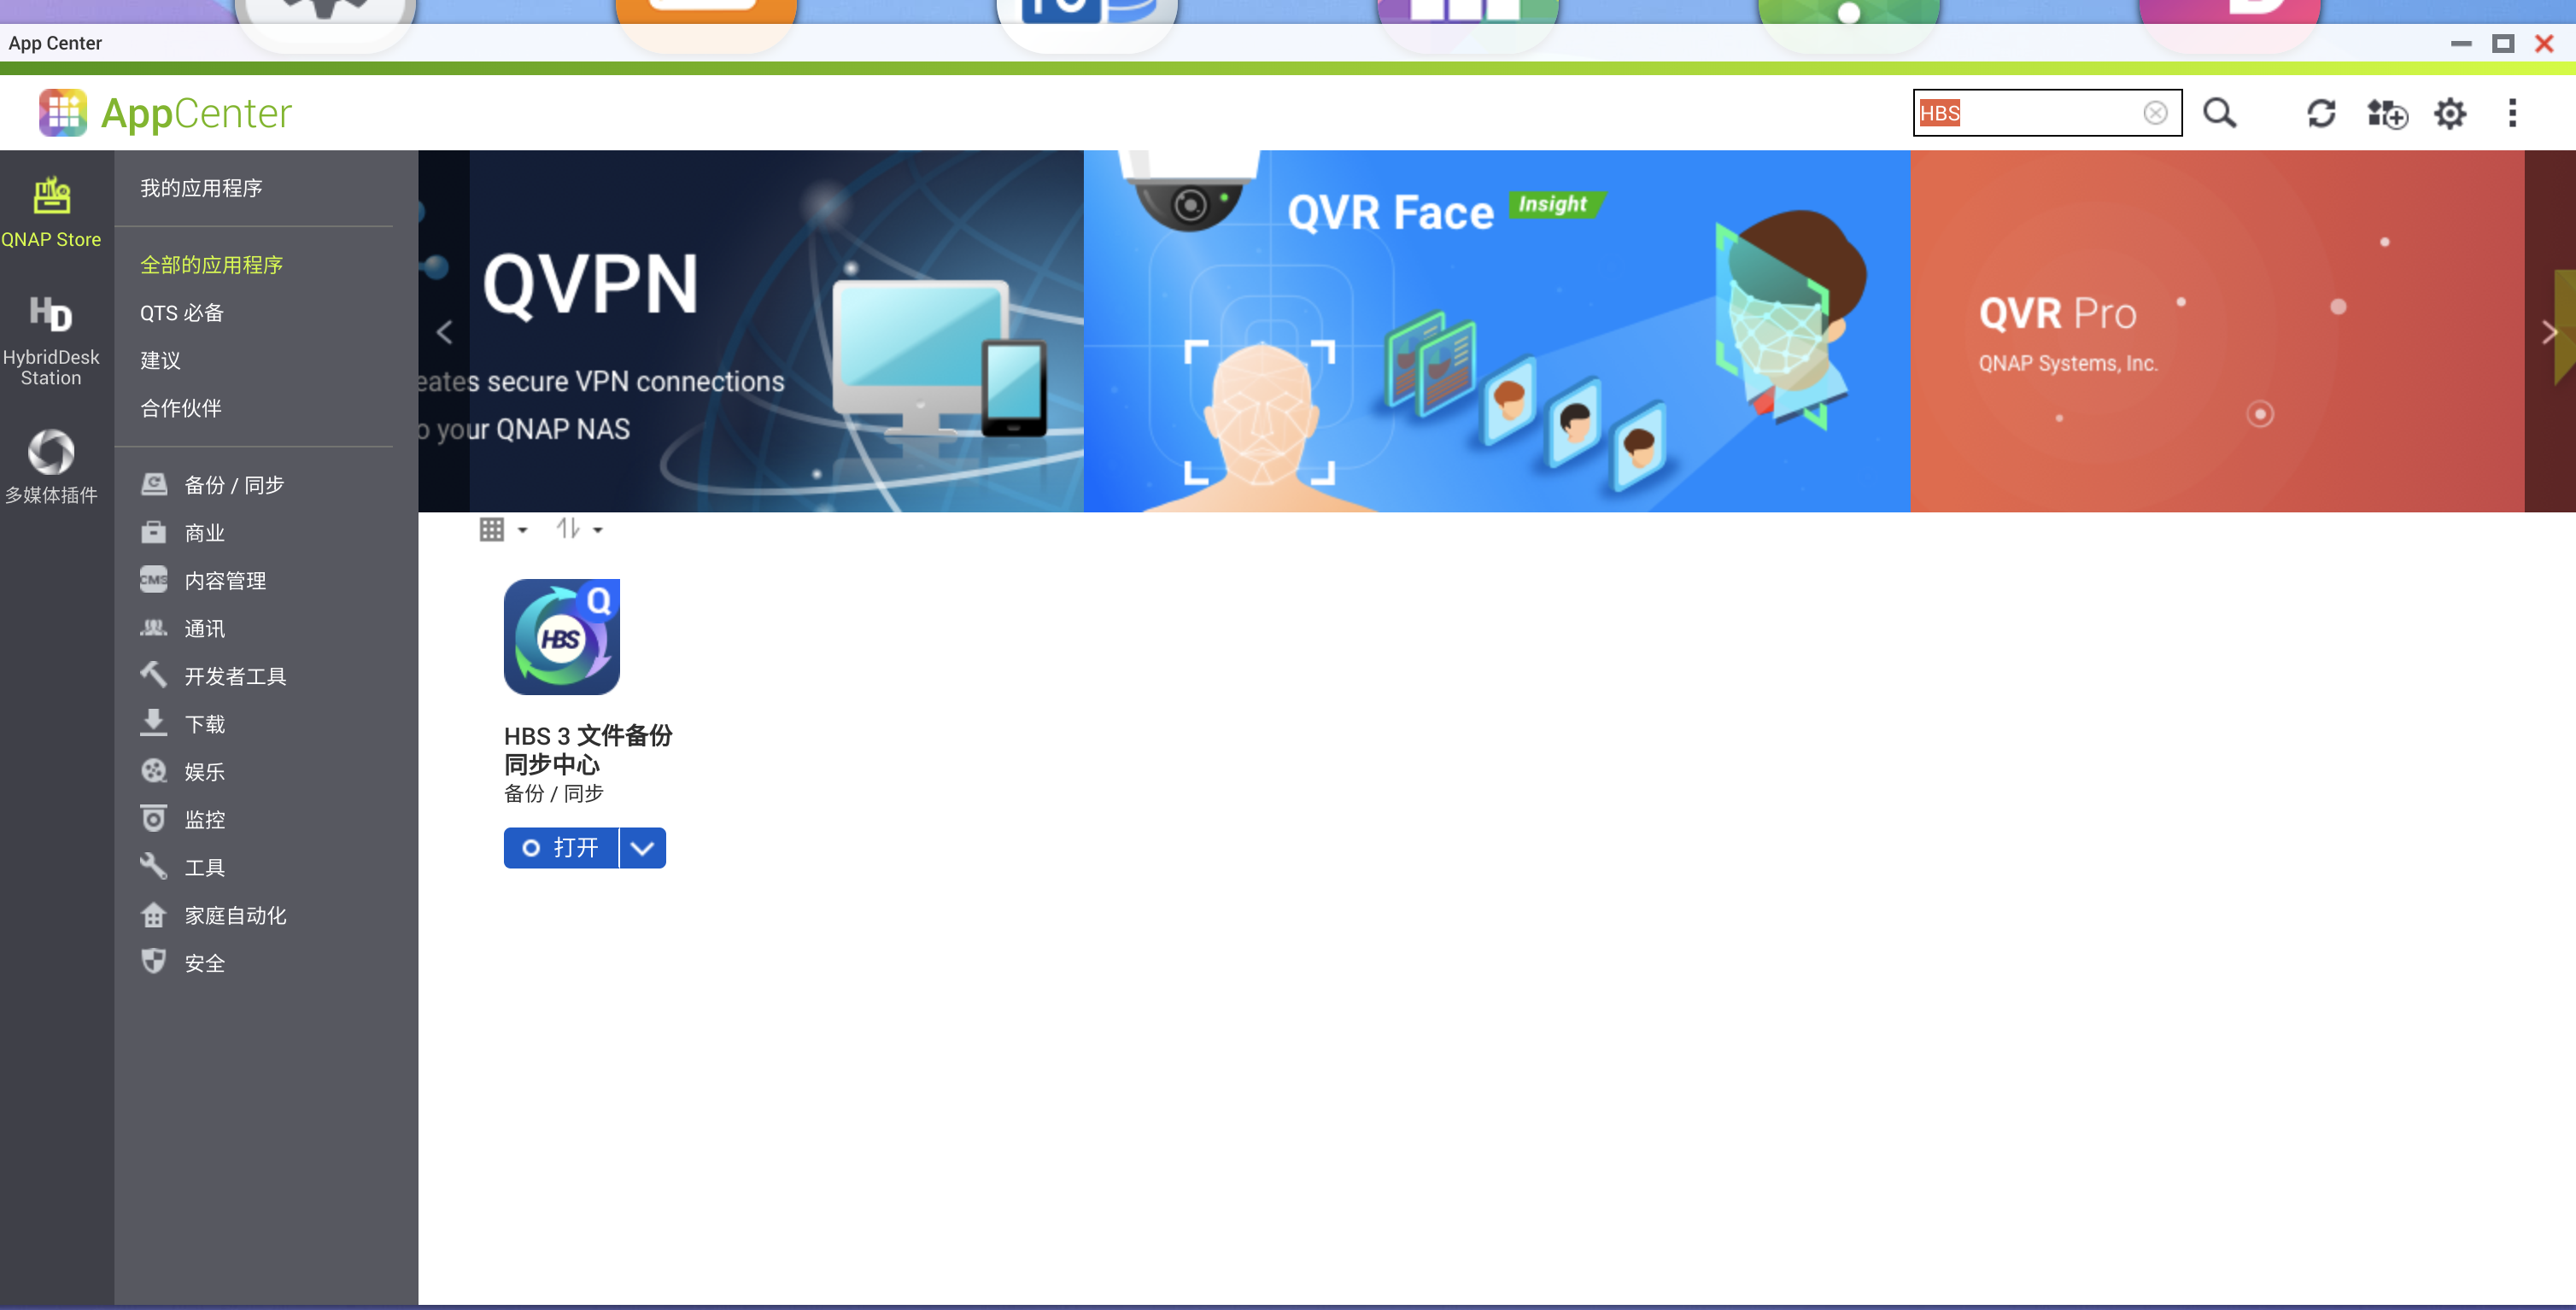 App Center
AppCenter
HBS
QNAP Store
HybridDesk
Station
多媒体插件
我的应用程序
全部的应用程序
QTS 必备
建议
合作伙伴
备份 / 同步
商业
CMS
内容管理
通讯
开发者工具
下载
娱乐
监控
工具
家庭自动化
安全
QVPN
eates secure VPN connections
o your QNAP NAS
QVR Face Insight
QVR Pro
QNAP Systems, Inc.
Q
HBS
HBS 3 文件备份
同步中心
备份 / 同步
打开